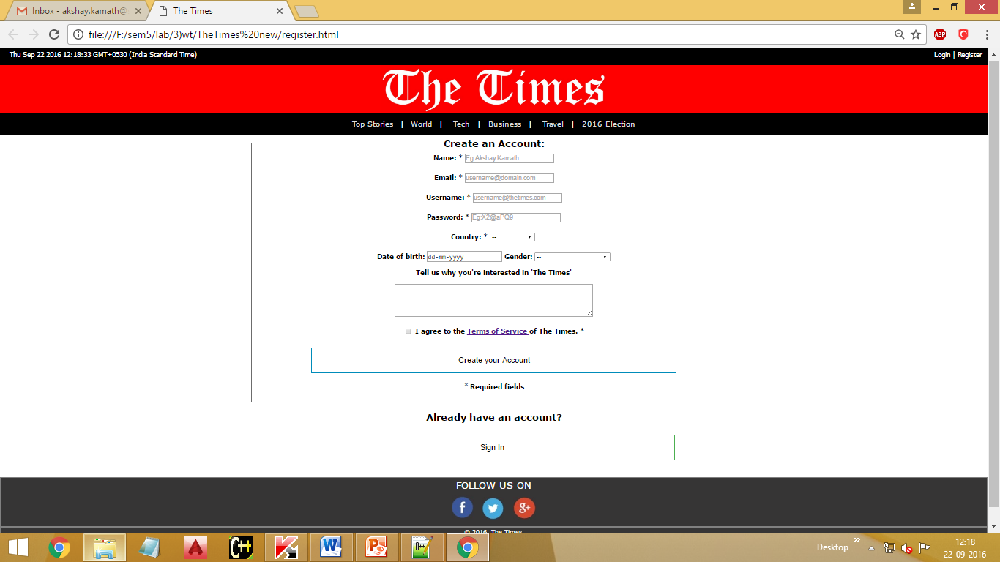 Inbox - akshay.kamath@
The Times
file:///F:/sem5/lab/3)wt/TheTimes%20new/register.html
ABP
Thu Sep 22 2016 12:18:33 GMT+0530 (India Standard Time)
Login | Register
The Times
Top Stories | World | Tech | Business | Travel | 2016 Election
Create an Account:
Name: * Eg:Akshay Kamath
Email: * username@domain.com
Username: * username@thetimes.com
Password: * Eg:X2@aPQ9
Country: * --
Date of birth: dd-mm-yyyy Gender: --
Tell us why you're interested in 'The Times'
I agree to the Terms of Service of The Times. *
Create your Account
* Required fields
Already have an account?
Sign In
FOLLOW US ON
f g+
© 2016, The Times
Desktop
12:18
22-09-2016